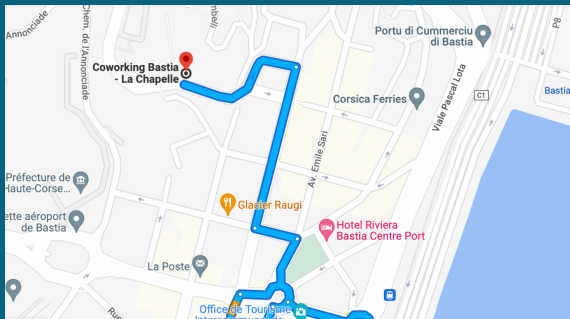 Annonciade
Chem. de l'Annonciade
Portu di Cummerciu
di Bastia
P8
Coworking Bastia
- La Chapelle
Viale Pascal Lota
C1
Bastia
Corsica Ferries
Av. Emile Sari
Préfecture de
Haute-Corse...
Glacier Raugi
ette aéroport
de Bastia
Hotel Riviera
Bastia Centre Port
La Poste
Rue
Office de Tourisme